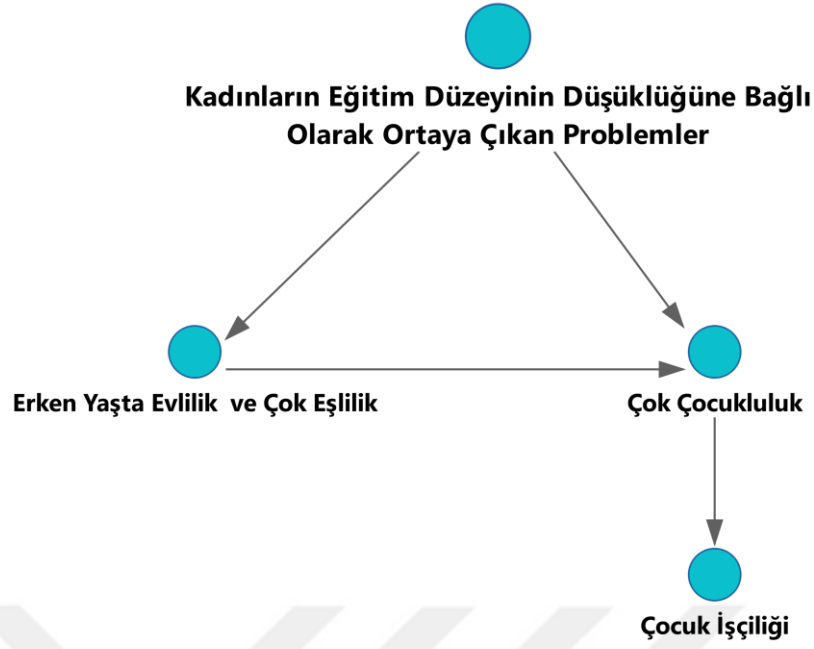 Kadınların Eğitim Düzeyinin Düşüklüğüne Bağlı
Olarak Ortaya Çıkan Problemler
Erken Yaşta Evlilik ve Çok Eşlilik
Çok Çocukluluk
Çocuk İşçiliği